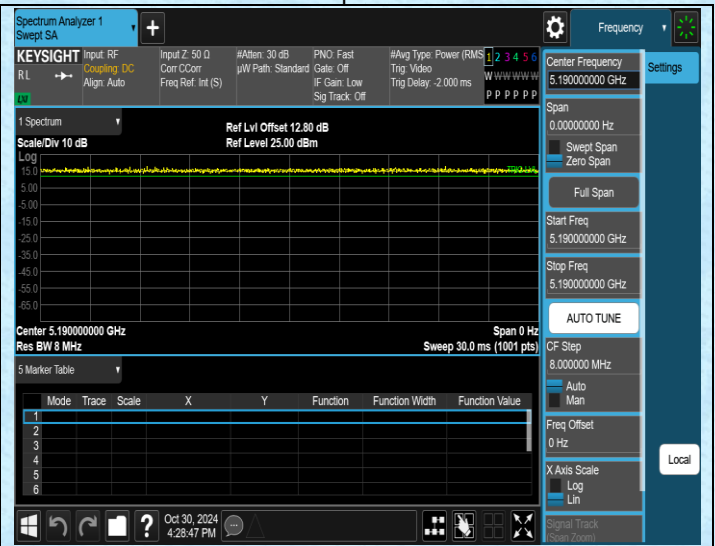 Spectrum Analyzer 1
Swept SA
+
Frequency
KEYSIGHT
RL
LXI
Input: RF
Coupling: DC
Align: Auto
Input Z: 50 Ω
Corr CCorr
Freq Ref: Int (S)
#Atten: 30 dB
µW Path: Standard
PNO: Fast
Gate: Off
IF Gain: Low
Sig Track: Off
#Avg Type: Power (RMS
Trig: Video
Trig Delay: -2.000 ms
1 2 3 4 5 6
W W W W W W
P P P P P P
Center Frequency
5.190000000 GHz
Settings
Span
0.00000000 Hz
Swept Span
Zero Span
Full Span
Start Freq
5.190000000 GHz
Stop Freq
5.190000000 GHz
AUTO TUNE
CF Step
8.000000 MHz
Auto
Man
Freq Offset
0 Hz
X Axis Scale
Log
Lin
Signal Track
(Span Zoom)
Local
1 Spectrum
Scale/Div 10 dB
Ref Lvl Offset 12.80 dB
Ref Level 25.00 dBm
Log
15.0
5.00
-5.00
-15.0
-25.0
-35.0
-45.0
-55.0
-65.0
Center 5.190000000 GHz
Span 0 Hz
Res BW 8 MHz
Sweep 30.0 ms (1001 pts)
5 Marker Table
Mode Trace Scale X Y Function Function Width Function Value
1
2
3
4
5
6
?
Oct 30, 2024
4:28:47 PM